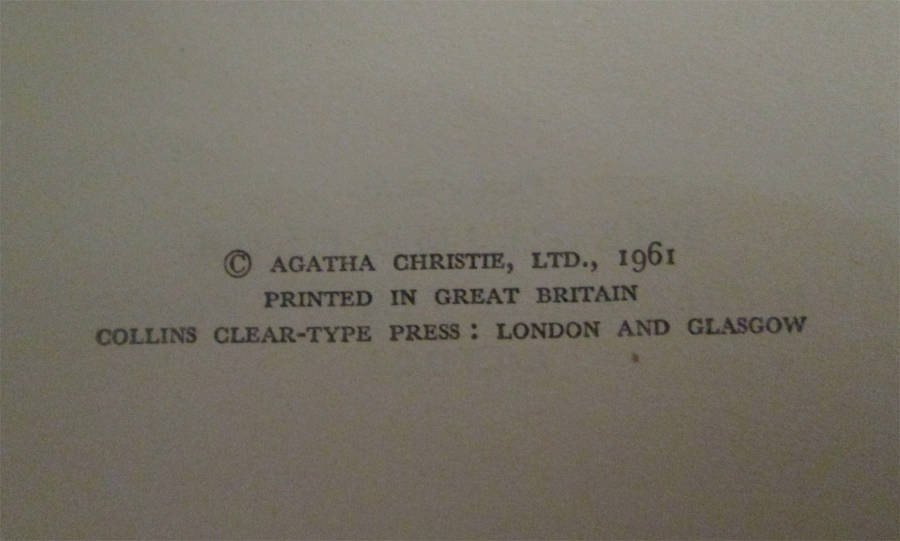 © AGATHA CHRISTIE, LTD., 1961
PRINTED IN GREAT BRITAIN
COLLINS CLEAR-TYPE PRESS : LONDON AND GLASGOW